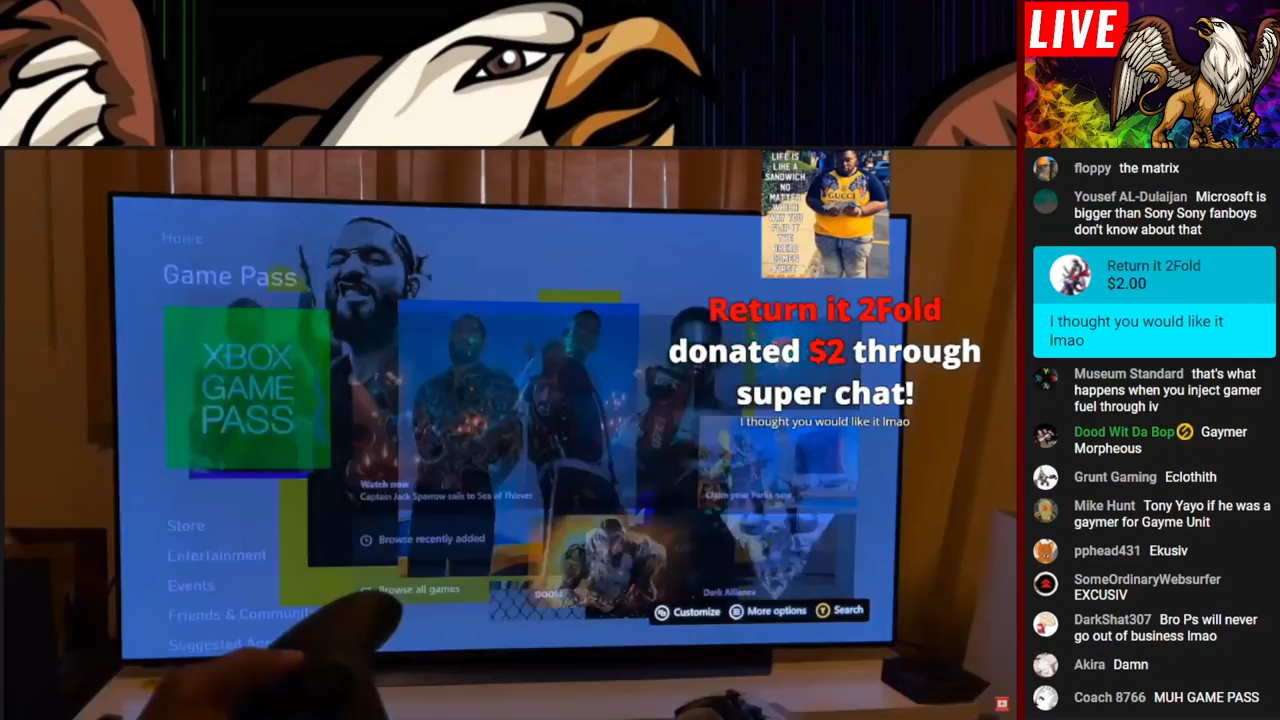 LIVE
LIFE IS
LIKE A
SANDWICH
NO
MATTER
WHICH
WAY YOU
FLIP IT
THE
BREAD
COMES
FIRST
GUCCI
Home
Game Pass
XBOX
GAME
PASS
Watch now
Captain Jack Sparrow sails to Sea of Thieves
Browse recently added
Browse all games
Store
Entertainment
Events
Friends & Communit
Suggested
Claim your Perks now
DOOM
Dark Alliance
Customize
More options
Y Search
Return it 2Fold
donated $2 through
super chat!
I thought you would like it lmao
floppy the matrix
Yousef AL-Dulaijan Microsoft is
bigger than Sony Sony fanboys
don't know about that
Return it 2Fold
$2.00
I thought you would like it
lmao
Museum Standard that's what
happens when you inject gamer
fuel through iv
Dood Wit Da Bop Gaymer
Morpheous
Grunt Gaming Eclothith
Mike Hunt Tony Yayo if he was a
gaymer for Gayme Unit
pphead431 Ekusiv
SomeOrdinaryWebsurfer
EXCUSIV
DarkShat307 Bro Ps will never
go out of business lmao
Akira Damn
Coach 8766 MUH GAME PASS